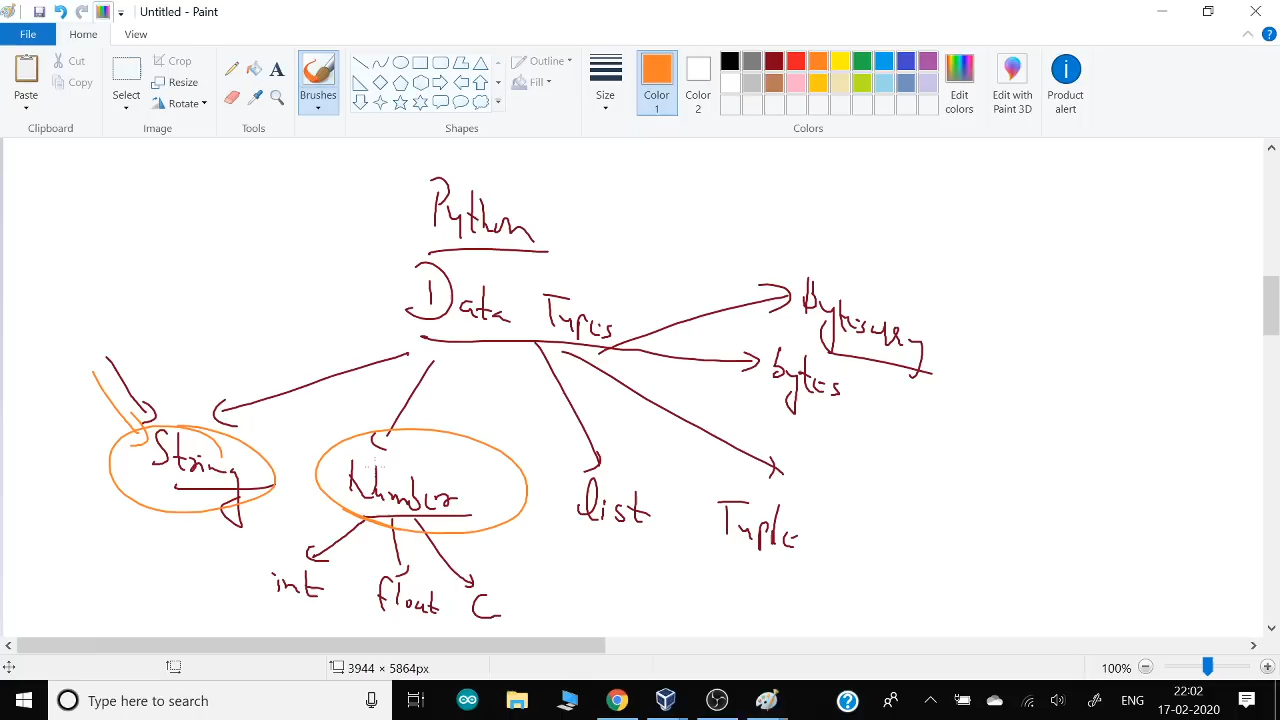 Untitled - Paint
File
Home
View
Paste
Cut
Copy
Clipboard
Select
Crop
Resize
Rotate
Image
A
Tools
Brushes
Outline
Fill
Shapes
Size
Color 1
Color 2
Edit colors
Colors
Edit with Paint 3D
Product alert
Python
Data Types
Bytesarry
bytes
String
Number
list
Tuple
int
float
C
3944 × 5864px
100%
Type here to search
ENG
22:02
17-02-2020